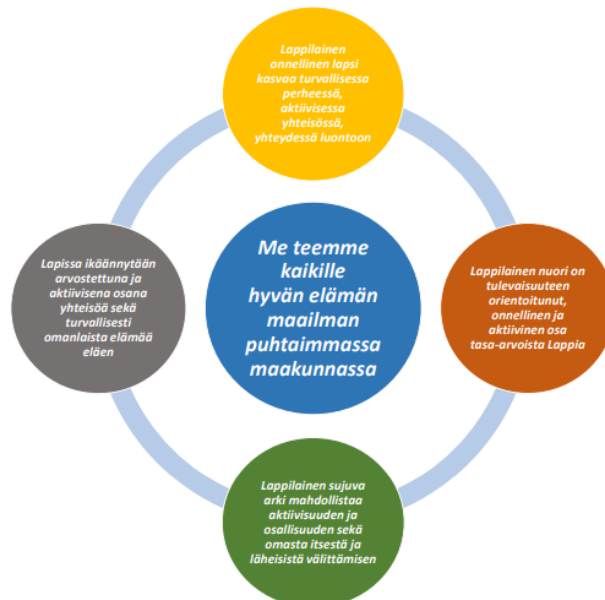 Lappilainen
onnellinen lapsi
kasvaa turvallisessa
perheessä,
aktiivisessa
yhteisössä,
yhteydessä luontoon
Me teemme
kaikille
hyvän elämän
maailman
puhtaimmassa
maakunnassa
Lapissa ikäännytään
arvostettuna ja
aktiivisena osana
yhteisöä sekä
turvallisesti
omanlaista elämää
eläen
Lappilainen nuori on
tulevaisuuteen
orientoitunut,
onnellinen ja
aktiivinen osa
tasa-arvoista Lappia
Lappilainen sujuva
arki mahdollistaa
aktiivisuuden ja
osallisuuden sekä
omasta itsestä ja
läheisistä välittämisen